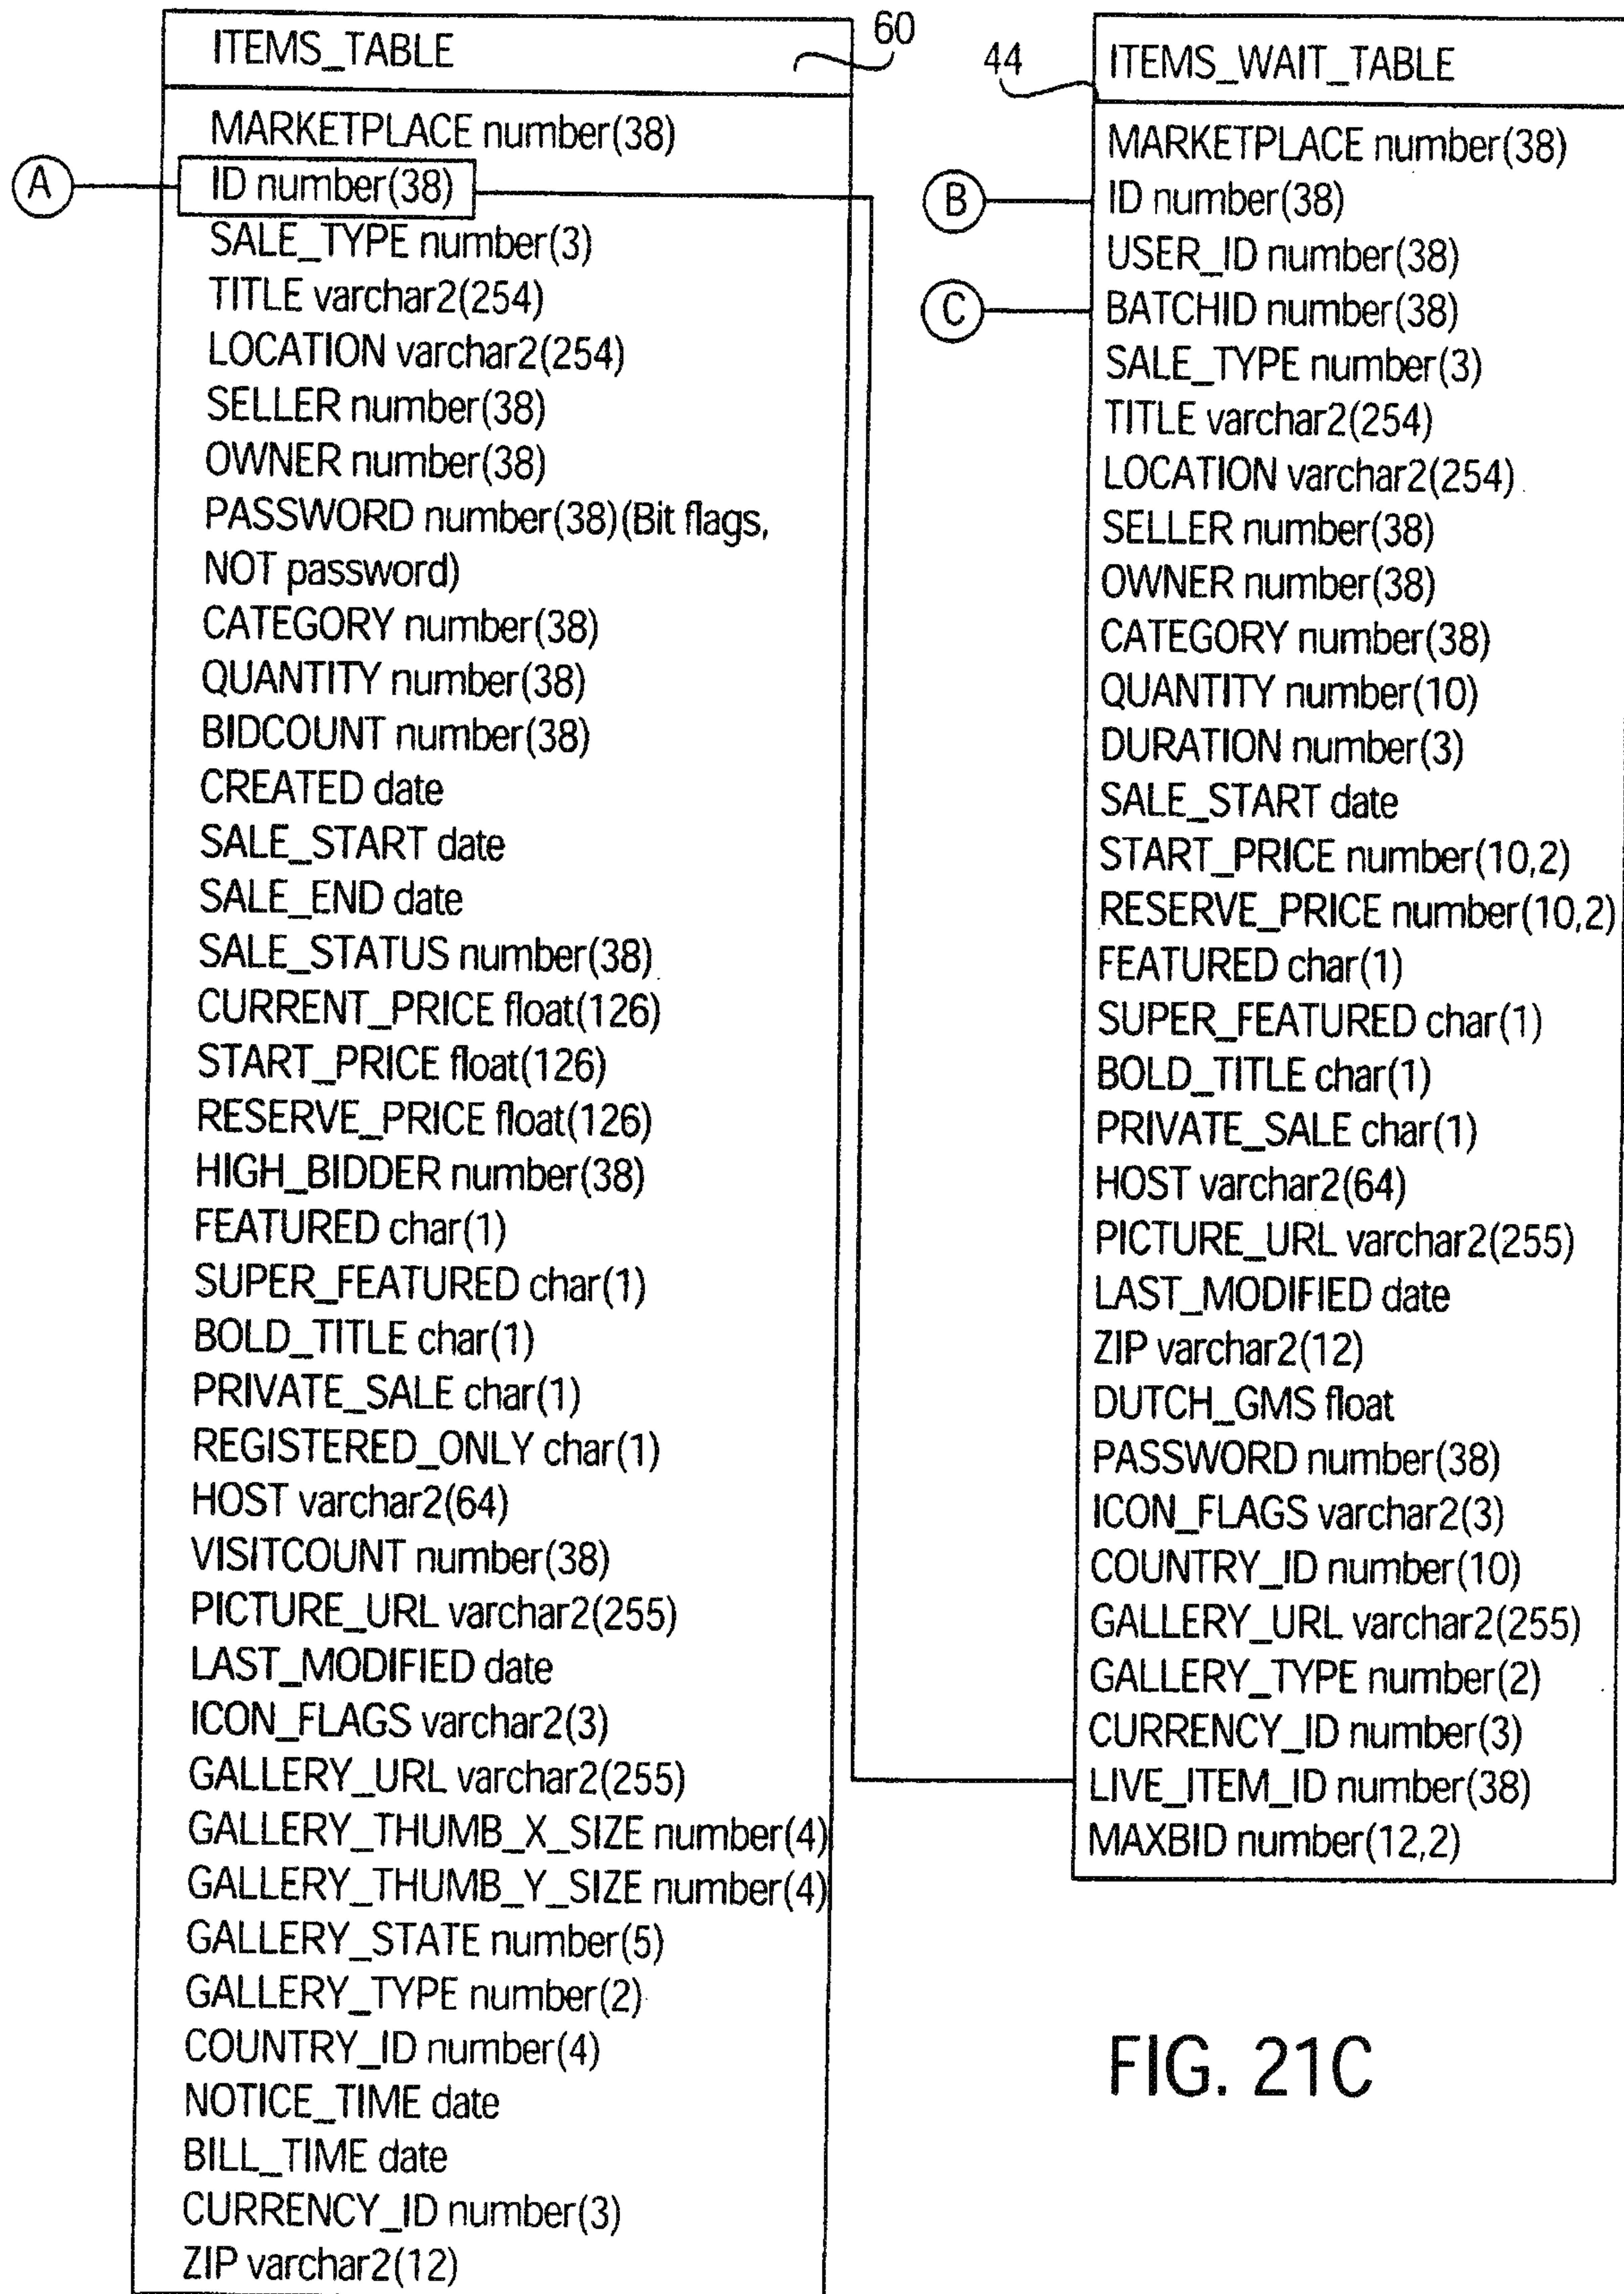 ITEMS_TABLE
60
MARKETPLACE number(38)
A
ID number(38)
SALE_TYPE number(3)
TITLE varchar2(254)
LOCATION varchar2(254)
SELLER number(38)
OWNER number(38)
PASSWORD number(38)(Bit flags,
NOT password)
CATEGORY number(38)
QUANTITY number(38)
BIDCOUNT number(38)
CREATED date
SALE_START date
SALE_END date
SALE_STATUS number(38)
CURRENT_PRICE float(126)
START_PRICE float(126)
RESERVE_PRICE float(126)
HIGH_BIDDER number(38)
FEATURED char(1)
SUPER_FEATURED char(1)
BOLD_TITLE char(1)
PRIVATE_SALE char(1)
REGISTERED_ONLY char(1)
HOST varchar2(64)
VISITCOUNT number(38)
PICTURE_URL varchar2(255)
LAST_MODIFIED date
ICON_FLAGS varchar2(3)
GALLERY_URL varchar2(255)
GALLERY_THUMB_X_SIZE number(4)
GALLERY_THUMB_Y_SIZE number(4)
GALLERY_STATE number(5)
GALLERY_TYPE number(2)
COUNTRY_ID number(4)
NOTICE_TIME date
BILL_TIME date
CURRENCY_ID number(3)
ZIP varchar2(12)
44
ITEMS_WAIT_TABLE
MARKETPLACE number(38)
B
ID number(38)
USER_ID number(38)
C
BATCHID number(38)
SALE_TYPE number(3)
TITLE varchar2(254)
LOCATION varchar2(254)
SELLER number(38)
OWNER number(38)
CATEGORY number(38)
QUANTITY number(10)
DURATION number(3)
SALE_START date
START_PRICE number(10,2)
RESERVE_PRICE number(10,2)
FEATURED char(1)
SUPER_FEATURED char(1)
BOLD_TITLE char(1)
PRIVATE_SALE char(1)
HOST varchar2(64)
PICTURE_URL varchar2(255)
LAST_MODIFIED date
ZIP varchar2(12)
DUTCH_GMS float
PASSWORD number(38)
ICON_FLAGS varchar2(3)
COUNTRY_ID number(10)
GALLERY_URL varchar2(255)
GALLERY_TYPE number(2)
CURRENCY_ID number(3)
LIVE_ITEM_ID number(38)
MAXBID number(12,2)
FIG. 21C